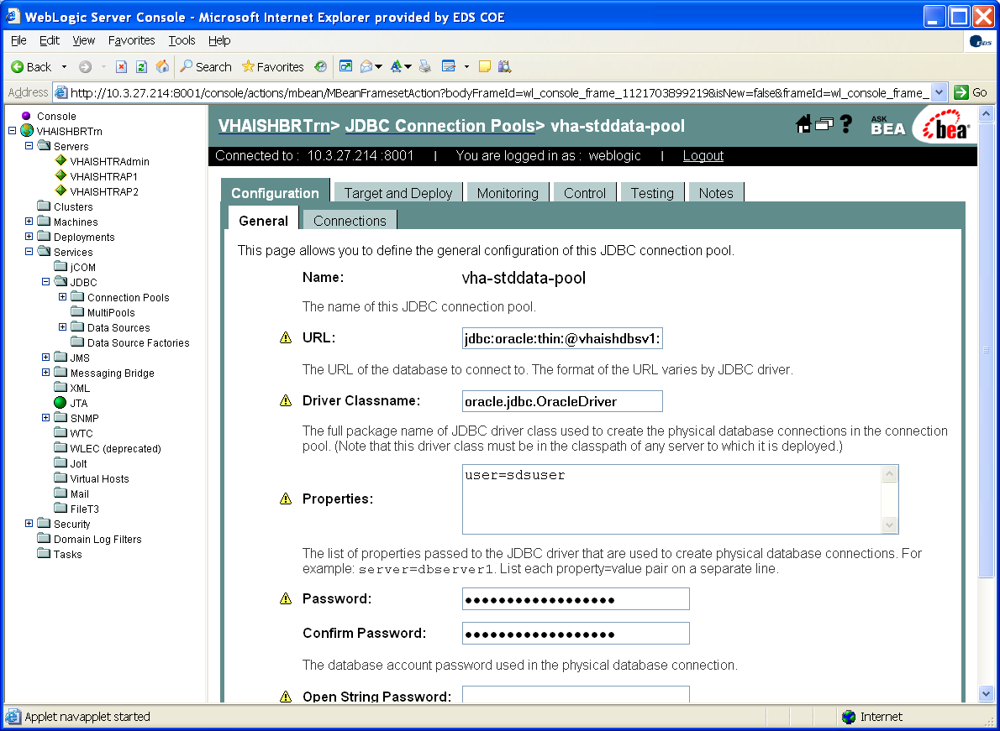 WebLogic Server Console - Microsoft Internet Explorer provided by EDS COE
File Edit View Favorites Tools Help
EDS
Back Search Favorites
Address http://10.3.27.214:8001/console/actions/mbean/MBeanFramesetAction?bodyFrameId=wl_console_frame_1121703899219&isNew=false&frameId=wl_console_frame_ Go
Console
VHAISHBRTrn
Servers
VHAISHTRAdmin
VHAISHTRAP1
VHAISHTRAP2
Clusters
Machines
Deployments
Services
jCOM
JDBC
Connection Pools
MultiPools
Data Sources
Data Source Factories
JMS
Messaging Bridge
XML
JTA
SNMP
WTC
WLEC (deprecated)
Jolt
Virtual Hosts
Mail
FileT3
Security
Domain Log Filters
Tasks
VHAISHBRTrn> JDBC Connection Pools> vha-stddata-pool
? ASK BEA bea
Connected to : 10.3.27.214 :8001 | You are logged in as : weblogic | Logout
Configuration Target and Deploy Monitoring Control Testing Notes
General Connections
This page allows you to define the general configuration of this JDBC connection pool.
Name: vha-stddata-pool
The name of this JDBC connection pool.
URL: jdbc:oracle:thin:@vhaishdbsv1:
The URL of the database to connect to. The format of the URL varies by JDBC driver.
Driver Classname: oracle.jdbc.OracleDriver
The full package name of JDBC driver class used to create the physical database connections in the connection
pool. (Note that this driver class must be in the classpath of any server to which it is deployed.)
user=sdsuser
Properties:
The list of properties passed to the JDBC driver that are used to create physical database connections. For
example: server=dbserver1. List each property=value pair on a separate line.
Password: ••••••••••••••••••
Confirm Password: ••••••••••••••••••
The database account password used in the physical database connection.
Open String Password:
Applet navapplet started Internet